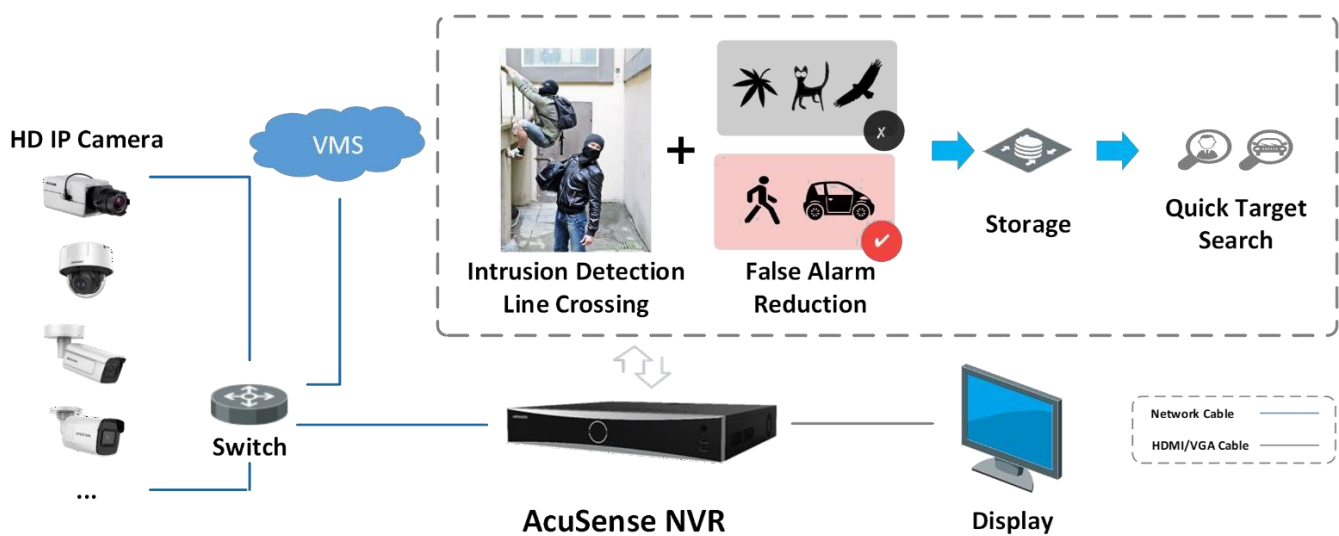 HD IP Camera
VMS
Intrusion Detection
Line Crossing
+
False Alarm
Reduction
X
Storage
Quick Target
Search
Switch
...
AcuSense NVR
Display
Network Cable
HDMI/VGA Cable